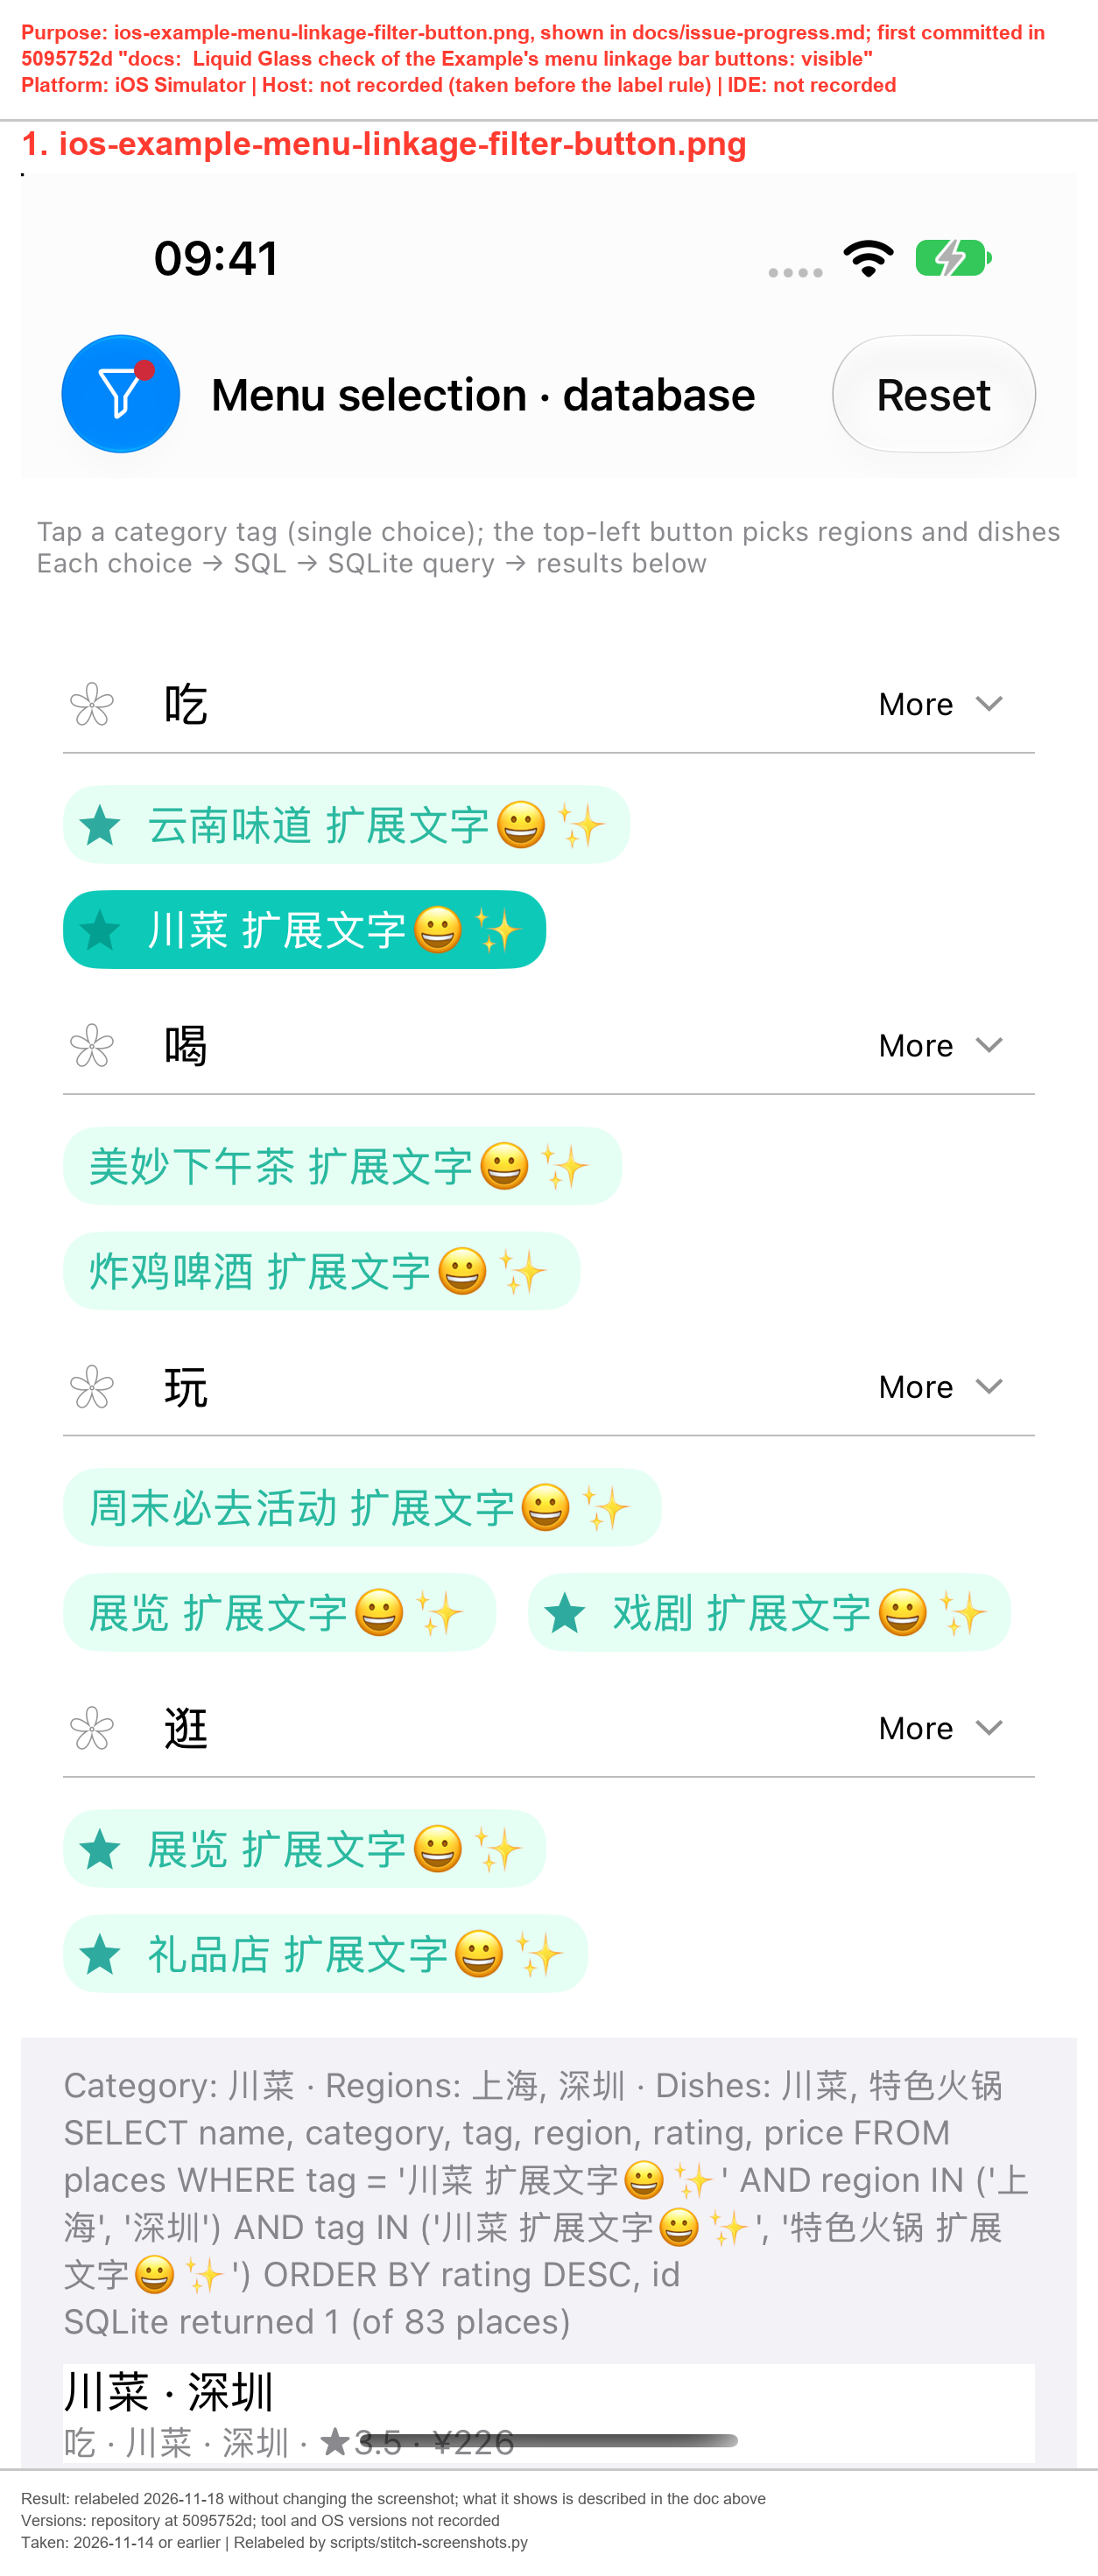 Purpose: ios-example-menu-linkage-filter-button.png, shown in docs/issue-progress.md; first committed in
5095752d "docs:  Liquid Glass check of the Example's menu linkage bar buttons: visible"
Platform: iOS Simulator | Host: not recorded (taken before the label rule) | IDE: not recorded
1. ios-example-menu-linkage-filter-button.png
09:41
Menu selection · database
Reset
Tap a category tag (single choice); the top-left button picks regions and dishes
Each choice → SQL → SQLite query → results below
吃
More
云南味道 扩展文字😀✨
川菜 扩展文字😀✨
喝
More
美妙下午茶 扩展文字😀✨
炸鸡啤酒 扩展文字😀✨
玩
More
周末必去活动 扩展文字😀✨
展览 扩展文字😀✨
戏剧 扩展文字😀✨
逛
More
展览 扩展文字😀✨
礼品店 扩展文字😀✨
Category: 川菜 · Regions: 上海, 深圳 · Dishes: 川菜, 特色火锅
SELECT name, category, tag, region, rating, price FROM
places WHERE tag = '川菜 扩展文字😀✨' AND region IN ('上
海', '深圳') AND tag IN ('川菜 扩展文字😀✨', '特色火锅 扩展
文字😀✨') ORDER BY rating DESC, id
SQLite returned 1 (of 83 places)
川菜 · 深圳
吃 · 川菜 · 深圳 · ★3.5 · ¥226
Result: relabeled 2026-11-18 without changing the screenshot; what it shows is described in the doc above
Versions: repository at 5095752d; tool and OS versions not recorded
Taken: 2026-11-14 or earlier | Relabeled by scripts/stitch-screenshots.py